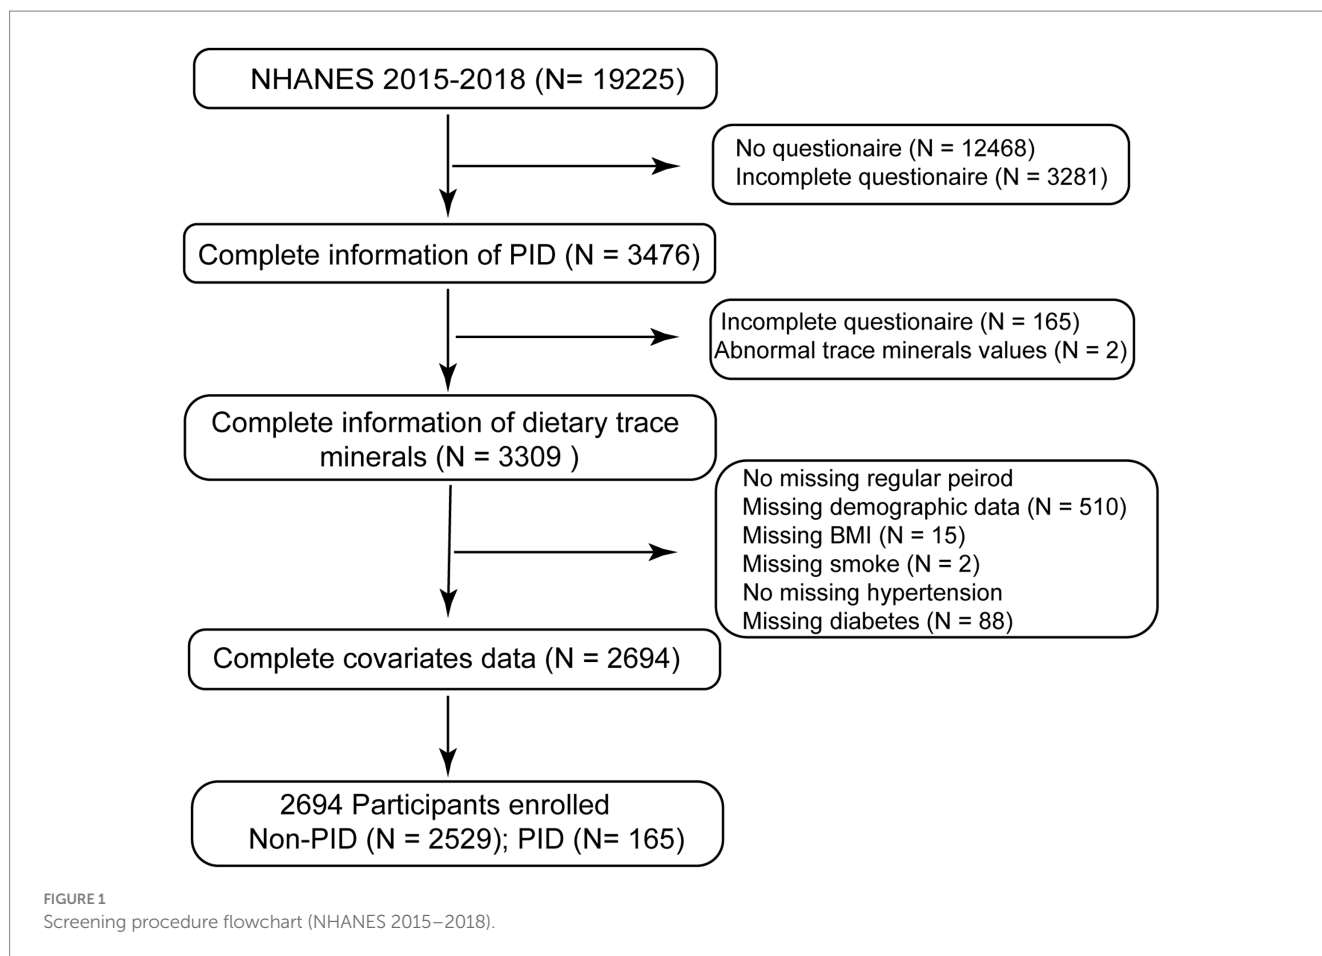 NHANES 2015-2018 (N= 19225)
No questionaire (N = 12468)
Incomplete questionaire (N = 3281)
Complete information of PID (N = 3476)
Incomplete questionaire (N = 165)
Abnormal trace minerals values (N = 2)
Complete information of dietary trace
minerals (N = 3309 )
No missing regular peirod
Missing demographic data (N = 510)
Missing BMI (N = 15)
Missing smoke (N = 2)
No missing hypertension
Missing diabetes (N = 88)
Complete covariates data (N = 2694)
2694 Participants enrolled
Non-PID (N = 2529); PID (N= 165)
FIGURE 1
Screening procedure flowchart (NHANES 2015–2018).